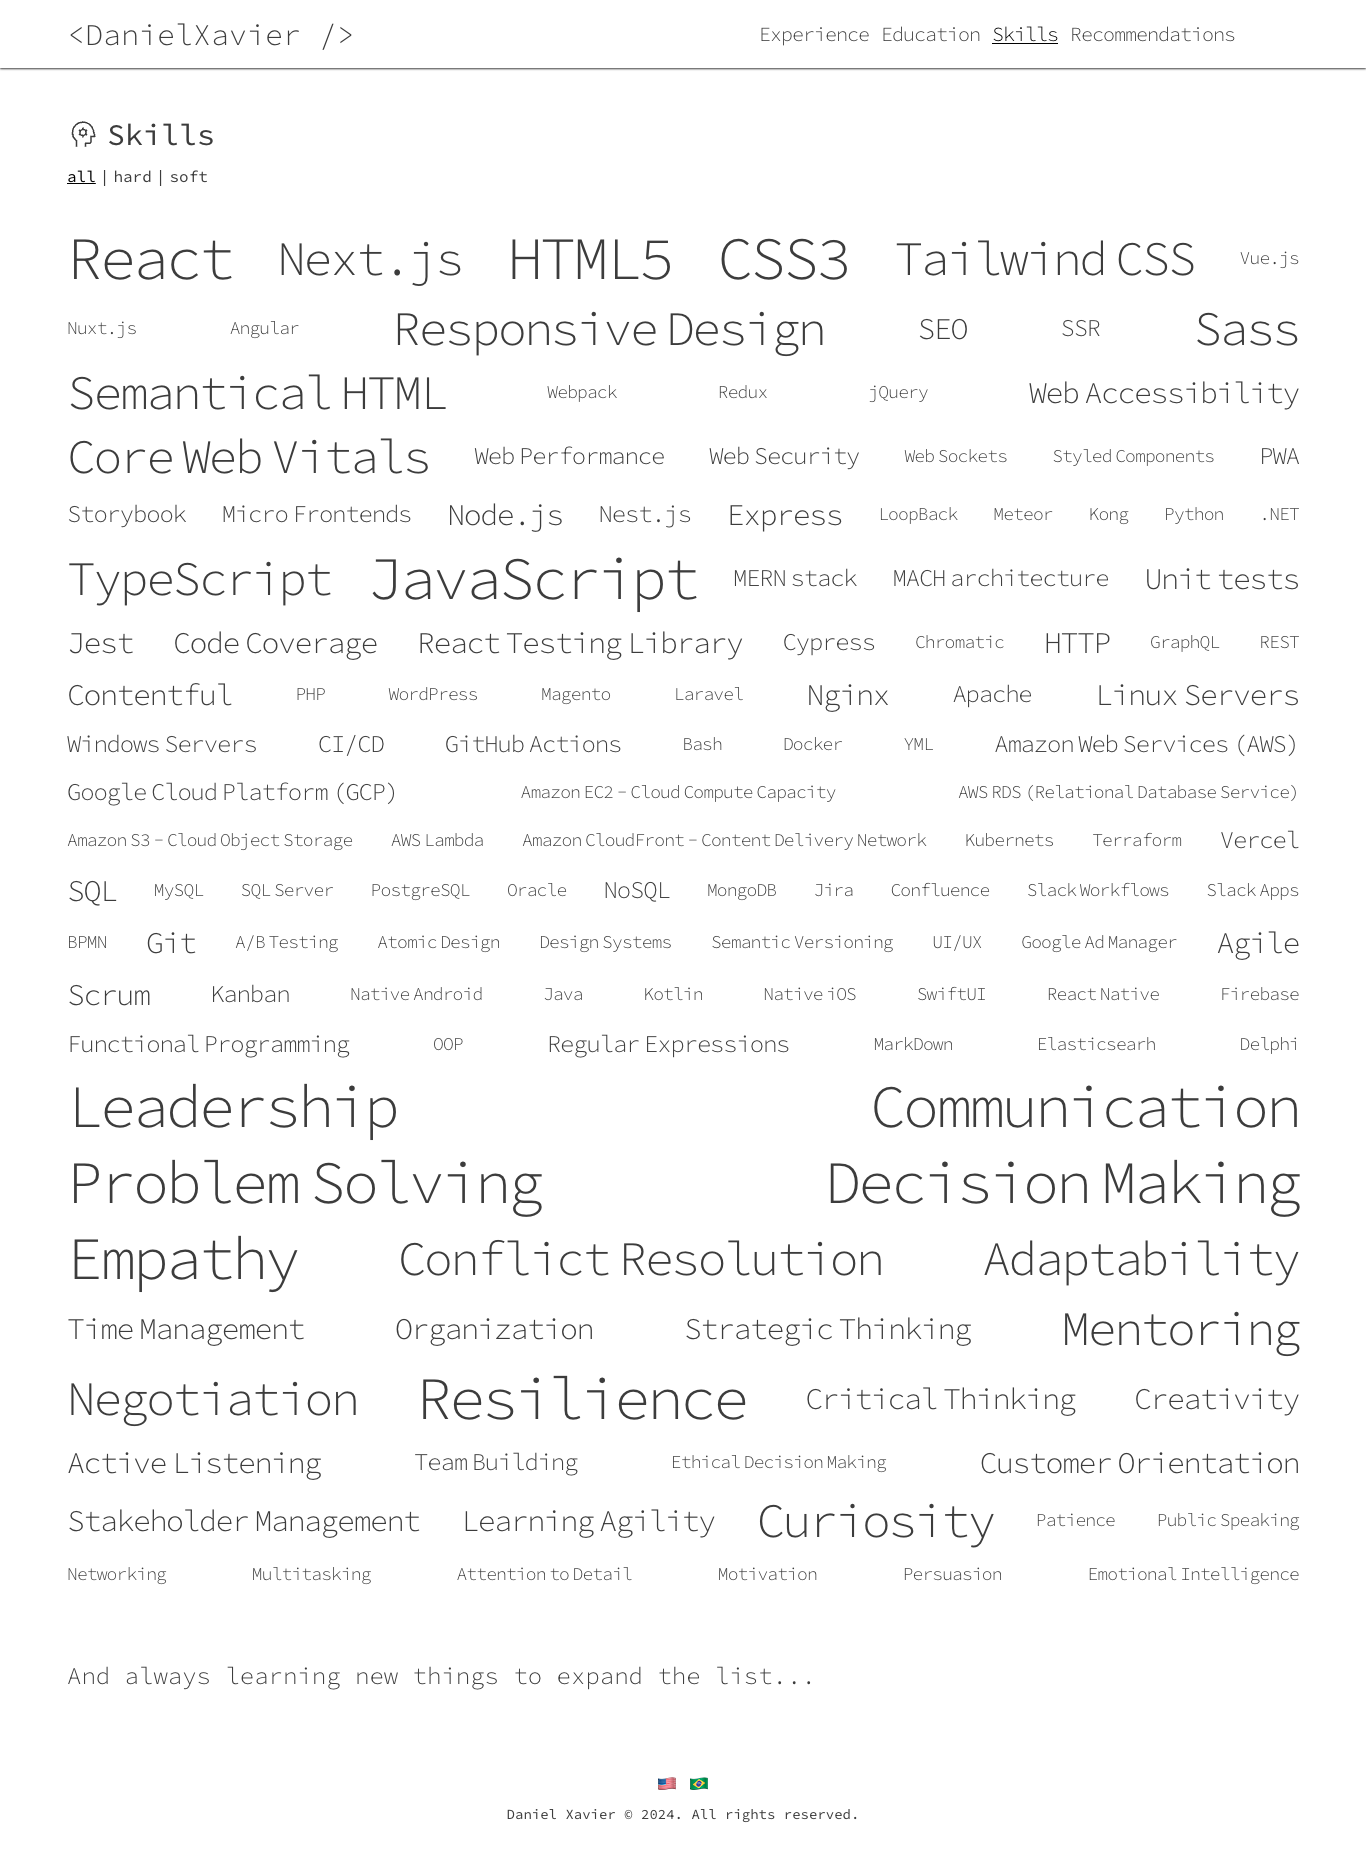 <DanielXavier /> Experience Education Skills Recommendations
Skills
all | hard | soft
React Next.js HTML5 CSS3 Tailwind CSS Vue.js
Nuxt.js Angular Responsive Design SEO SSR Sass
Semantical HTML Webpack Redux jQuery Web Accessibility
Core Web Vitals Web Performance Web Security Web Sockets Styled Components PWA
Storybook Micro Frontends Node.js Nest.js Express LoopBack Meteor Kong Python .NET
TypeScript JavaScript MERN stack MACH architecture Unit tests
Jest Code Coverage React Testing Library Cypress Chromatic HTTP GraphQL REST
Contentful PHP WordPress Magento Laravel Nginx Apache Linux Servers
Windows Servers CI/CD GitHub Actions Bash Docker YML Amazon Web Services (AWS)
Google Cloud Platform (GCP) Amazon EC2 - Cloud Compute Capacity AWS RDS (Relational Database Service)
Amazon S3 - Cloud Object Storage AWS Lambda Amazon CloudFront - Content Delivery Network Kubernets Terraform Vercel
SQL MySQL SQL Server PostgreSQL Oracle NoSQL MongoDB Jira Confluence Slack Workflows Slack Apps
BPMN Git A/B Testing Atomic Design Design Systems Semantic Versioning UI/UX Google Ad Manager Agile
Scrum Kanban Native Android Java Kotlin Native iOS SwiftUI React Native Firebase
Functional Programming OOP Regular Expressions MarkDown Elasticsearh Delphi
Leadership Communication
Problem Solving Decision Making
Empathy Conflict Resolution Adaptability
Time Management Organization Strategic Thinking Mentoring
Negotiation Resilience Critical Thinking Creativity
Active Listening Team Building Ethical Decision Making Customer Orientation
Stakeholder Management Learning Agility Curiosity Patience Public Speaking
Networking Multitasking Attention to Detail Motivation Persuasion Emotional Intelligence
And always learning new things to expand the list...
Daniel Xavier © 2024. All rights reserved.